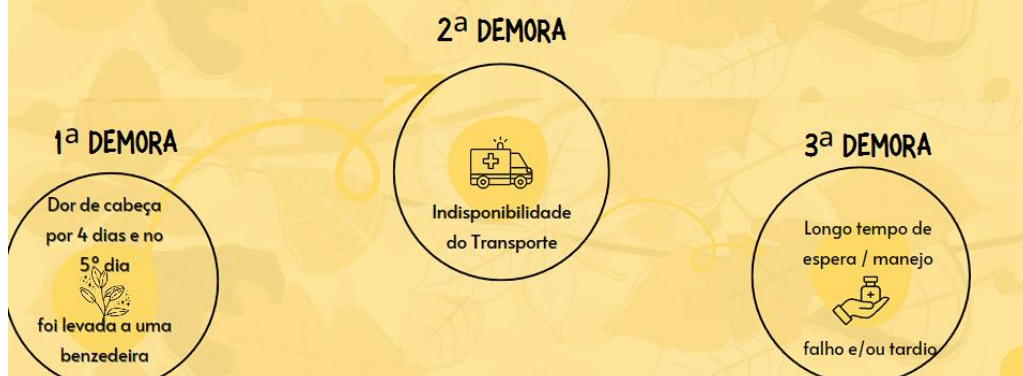 1ª DEMORA
Dor de cabeça
por 4 dias e no
5º dia
foi levada a uma
benzedeira
2ª DEMORA
Indisponibilidade
do Transporte
3ª DEMORA
Longo tempo de
espera / manejo
falho e/ou tardio